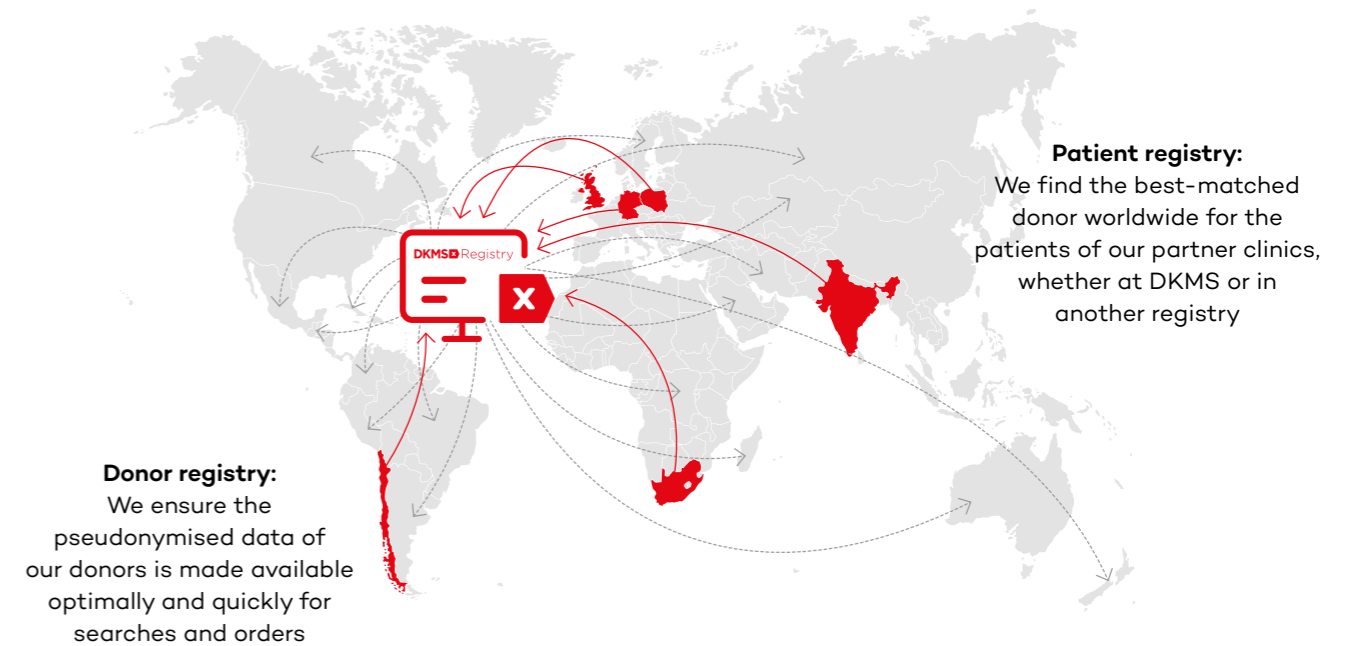 Patient registry:
We find the best-matched
donor worldwide for the
patients of our partner clinics,
whether at DKMS or in
another registry
DKMS Registry
Donor registry:
We ensure the
pseudonymised data of
our donors is made available
optimally and quickly for
searches and orders